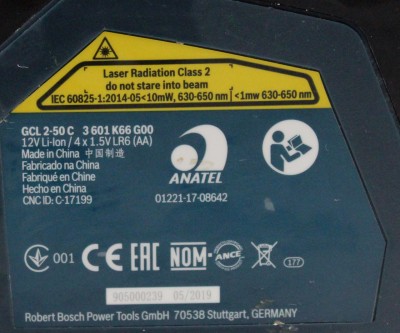 Laser Radiation Class 2
do not stare into beam
IEC 60825-1:2014-05<10mW, 630-650 nm <1mw 630-650 nm
GCL 2-50 C 3 601 K66 G00
12V Li-Ion / 4 x 1.5V LR6 (AA)
Made in China 中国制造
Fabricado na China
Fabriqué en Chine
Hecho en China
CNC ID: C-17199
ANATEL
01221-17-08642
001 CE EAC NOM- ANCE 177
905000239 05/2019
Robert Bosch Power Tools GmbH 70538 Stuttgart, GERMANY